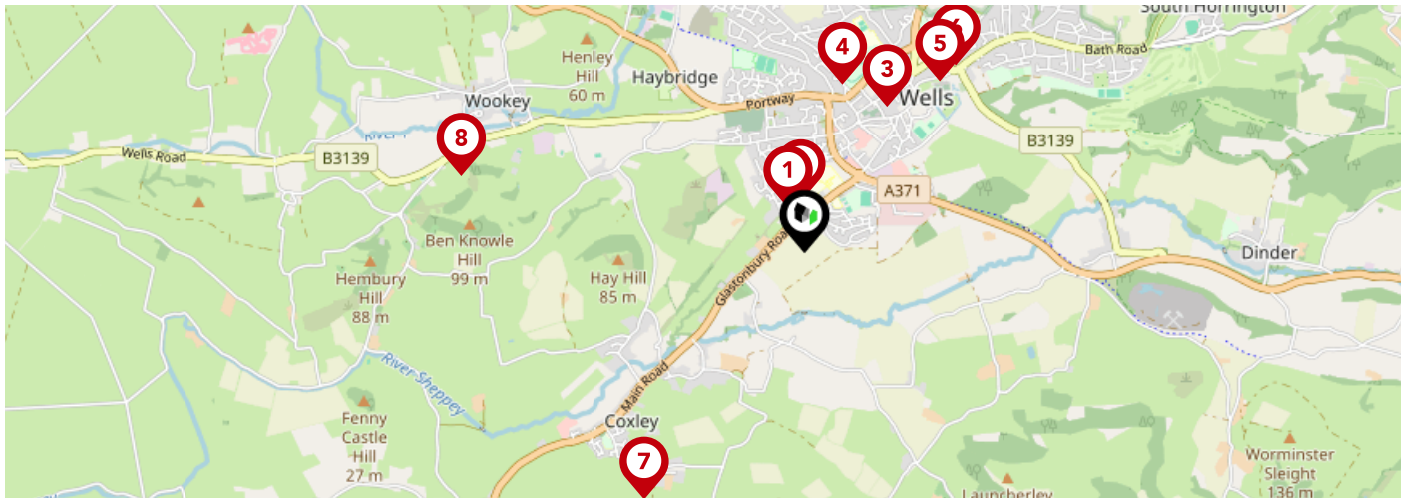 South Horrington
Bath Road
4
6
5
3
Wells
Henley
Hill
60 m
Haybridge
Portway
Wookey
River
8
Wells Road
B3139
B3139
1
A371
Ben Knowle
Hill
99 m
Hay Hill
85 m
Hembury
Hill
88 m
Glastonbury Road
Dinder
River Sheppey
Main Road
Coxley
Fenny
Castle
Hill
27 m
7
Worminster
Sleight
136 m
Launcherley